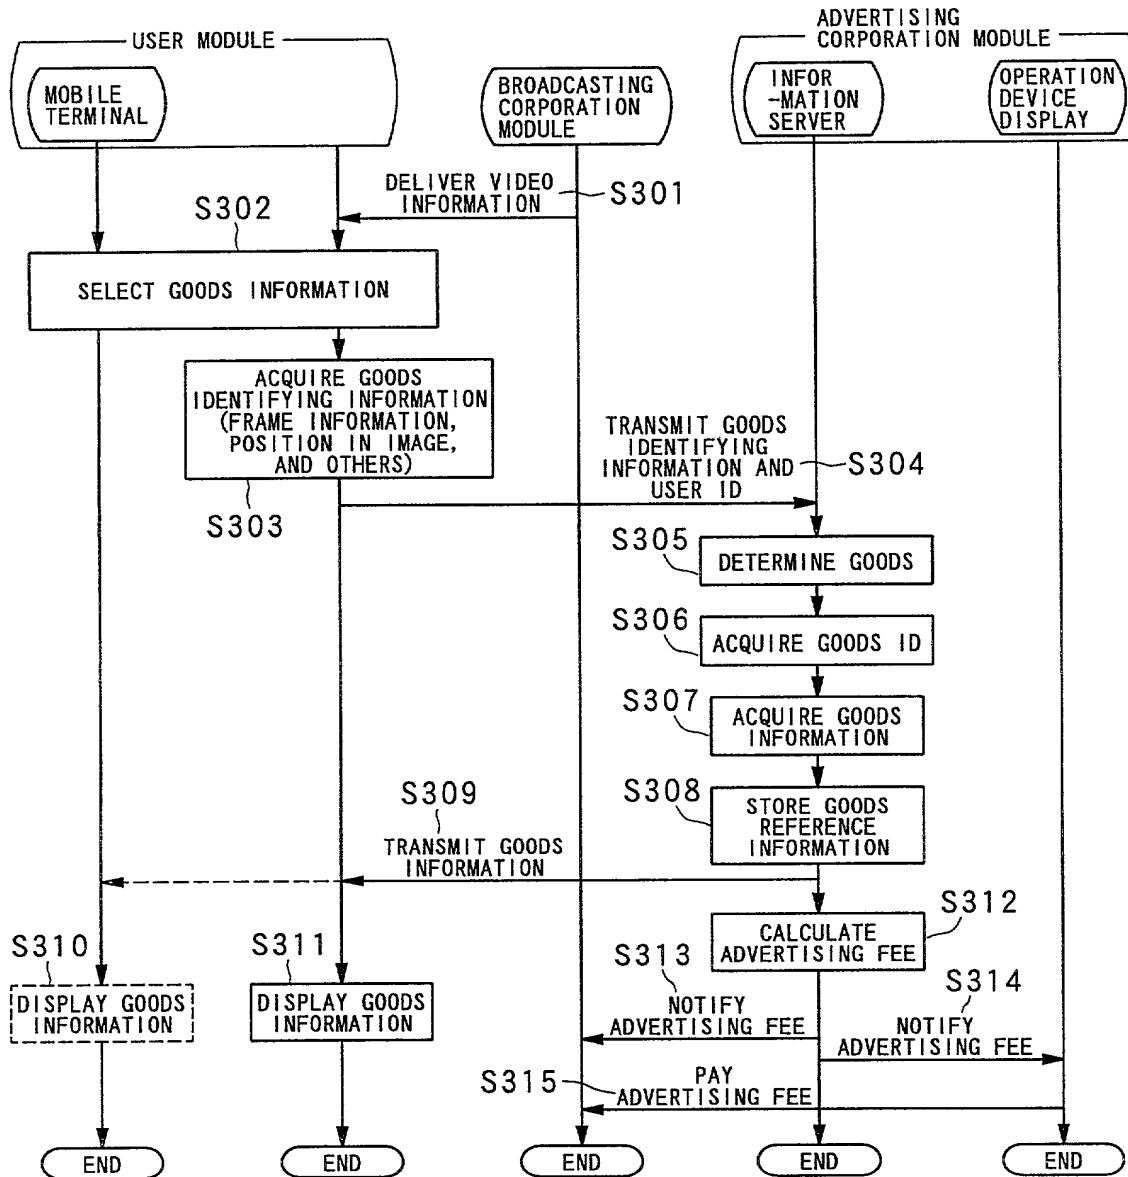 USER MODULE
MOBILE
TERMINAL
BROADCASTING
CORPORATION
MODULE
ADVERTISING
CORPORATION MODULE
INFOR
-MATION
SERVER
OPERATION
DEVICE
DISPLAY
DELIVER VIDEO
INFORMATION
S301
S302
SELECT GOODS INFORMATION
ACQUIRE GOODS
IDENTIFYING INFORMATION
(FRAME INFORMATION,
POSITION IN IMAGE,
AND OTHERS)
S303
TRANSMIT GOODS
IDENTIFYING
INFORMATION AND
USER ID
S304
S305
DETERMINE GOODS
S306
ACQUIRE GOODS ID
S307
ACQUIRE GOODS
INFORMATION
S308
STORE GOODS
REFERENCE
INFORMATION
S309
TRANSMIT GOODS
INFORMATION
S310
DISPLAY GOODS
INFORMATION
S311
DISPLAY GOODS
INFORMATION
S312
CALCULATE
ADVERTISING FEE
S313
NOTIFY
ADVERTISING FEE
S314
NOTIFY
ADVERTISING FEE
S315
PAY
ADVERTISING FEE
END
END
END
END
END